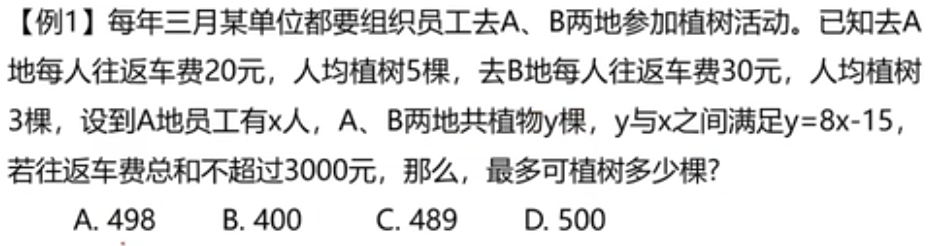 【例1】每年三月某单位都要组织员工去A、B两地参加植树活动。已知去A
地每人往返车费20元，人均植树5棵，去B地每人往返车费30元，人均植树
3棵，设到A地员工有x人，A、B两地共植物y棵，y与x之间满足y=8x-15，
若往返车费总和不超过3000元，那么，最多可植树多少棵？
A. 498 B. 400 C. 489 D. 500